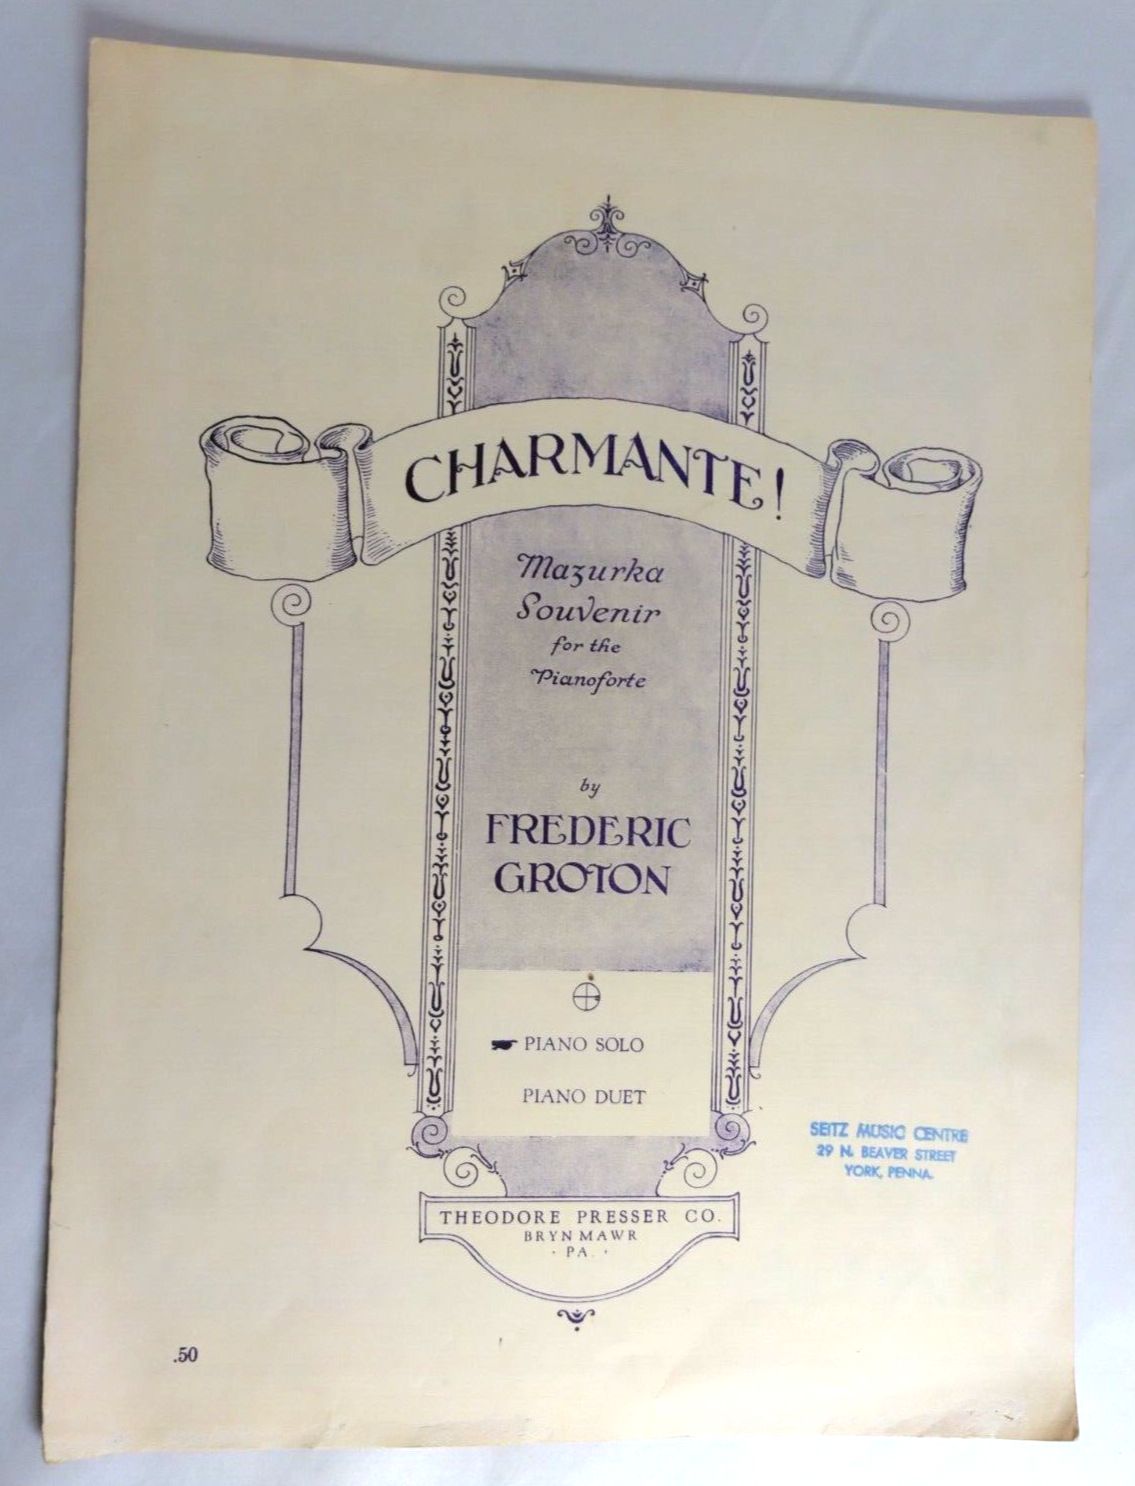 CHARMANTE!
Mazurka
Souvenir
for the
Pianoforte
by
FREDERIC
GROTON
PIANO SOLO
PIANO DUET
SEITZ MUSIC CENTRE
29 N. BEAVER STREET
YORK, PENNA.
THEODORE PRESSER CO.
BRYN MAWR
· PA. ·
.50